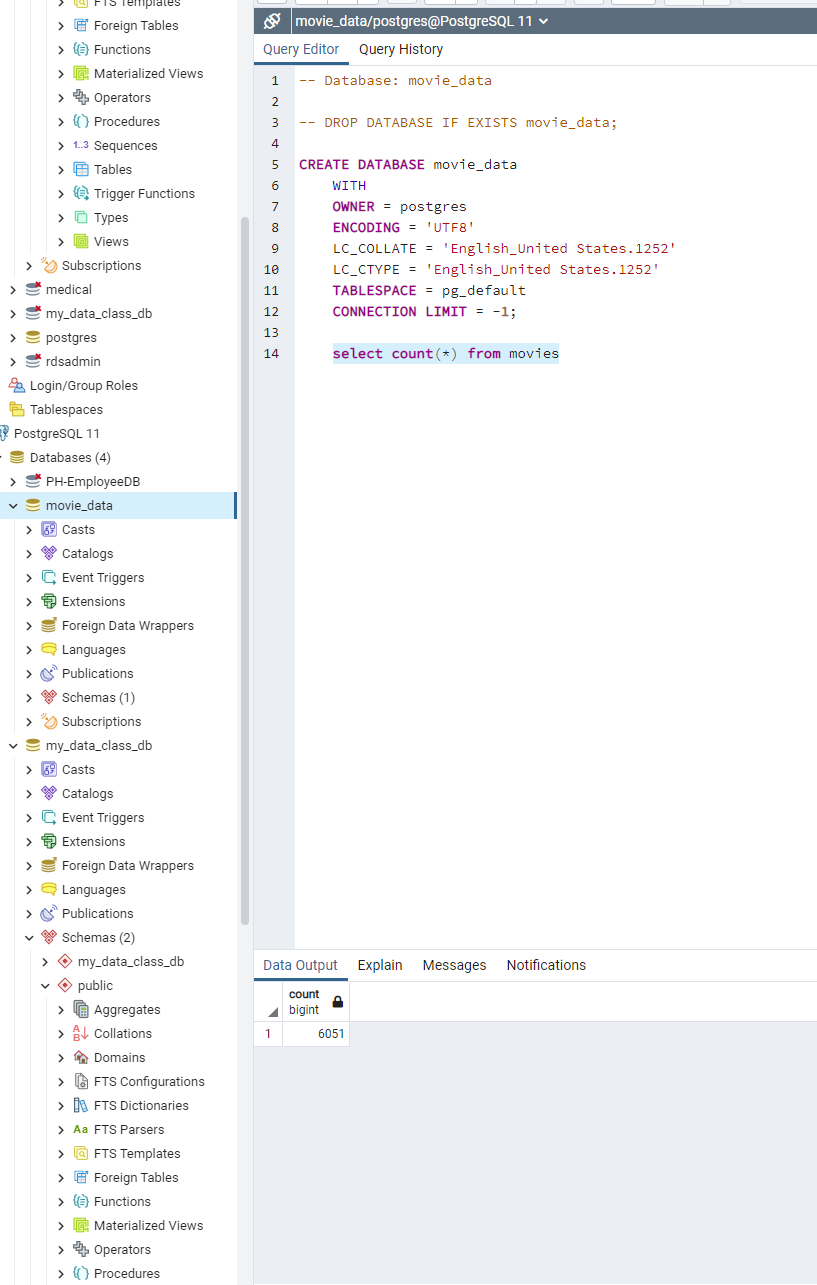 FTS Templates
Foreign Tables
Functions
Materialized Views
Operators
Procedures
1..3 Sequences
Tables
Trigger Functions
Types
Views
Subscriptions
medical
my_data_class_db
postgres
rdsadmin
Login/Group Roles
Tablespaces
PostgreSQL 11
Databases (4)
PH-EmployeeDB
movie_data
Casts
Catalogs
Event Triggers
Extensions
Foreign Data Wrappers
Languages
Publications
Schemas (1)
Subscriptions
my_data_class_db
Casts
Catalogs
Event Triggers
Extensions
Foreign Data Wrappers
Languages
Publications
Schemas (2)
my_data_class_db
public
Aggregates
Collations
Domains
FTS Configurations
FTS Dictionaries
Aa FTS Parsers
FTS Templates
Foreign Tables
Functions
Materialized Views
Operators
Procedures
movie_data/postgres@PostgreSQL 11
Query Editor Query History
1 -- Database: movie_data
2
3 -- DROP DATABASE IF EXISTS movie_data;
4
5 CREATE DATABASE movie_data
6 WITH
7 OWNER = postgres
8 ENCODING = 'UTF8'
9 LC_COLLATE = 'English_United States.1252'
10 LC_CTYPE = 'English_United States.1252'
11 TABLESPACE = pg_default
12 CONNECTION LIMIT = -1;
13
14 select count(*) from movies
Data Output Explain Messages Notifications
count
bigint
1 6051